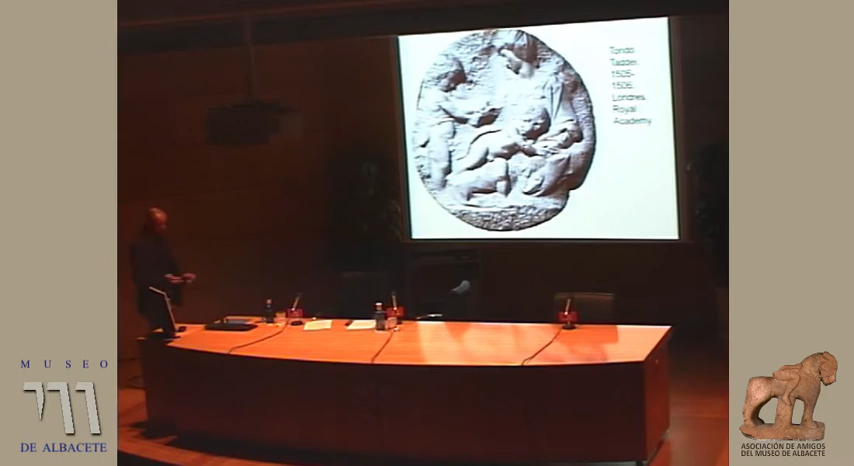 Tondo
Taddei.
1505-
1506.
Londres.
Royal
Academy.
MUSEO
DE ALBACETE
ASOCIACIÓN DE AMIGOS
DEL MUSEO DE ALBACETE